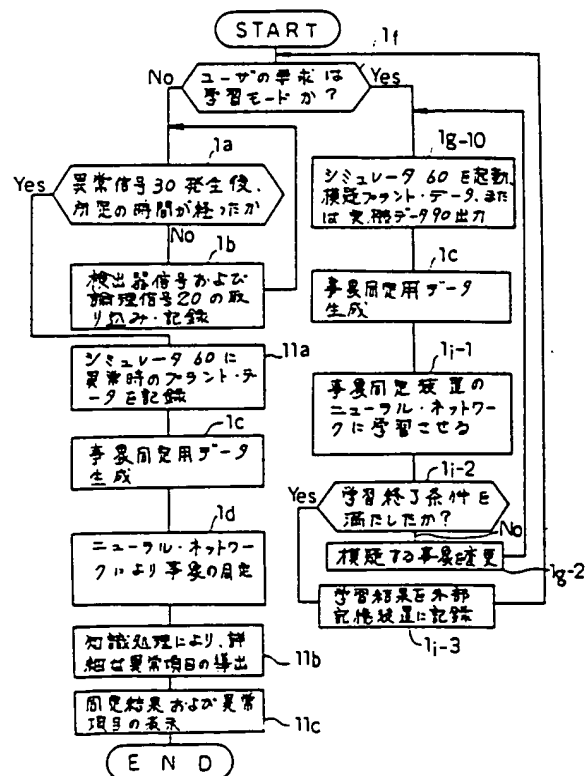 START
1f
No
ユーザの要求は
学習モードか?
Yes
1a
Yes
異常信号30発生後、
所定の時間が経ったか
No
1b
検出器信号および
論理信号20の取
り込み・記録
シミュレータ60に
異常時のプラント・デー
タを記録
11a
1c
事象同定用データ
生成
1d
ニューラル・ネットワー
クにより事象の同定
知識処理により、詳
細な異常項目の導出
11b
同定結果および異常
項目の表示
11c
END
1g-10
シミュレータ60を起動、
模擬プラント・データ、また
は実機データ90出力
1c
事象同定用データ
生成
1i-1
事象同定装置の
ニューラル・ネットワー
クに学習させる
1i-2
Yes
学習終了条件を
満たしたか?
No
模擬する事象を変更
1g-2
学習結果を外部
記憶装置に記録
1i-3